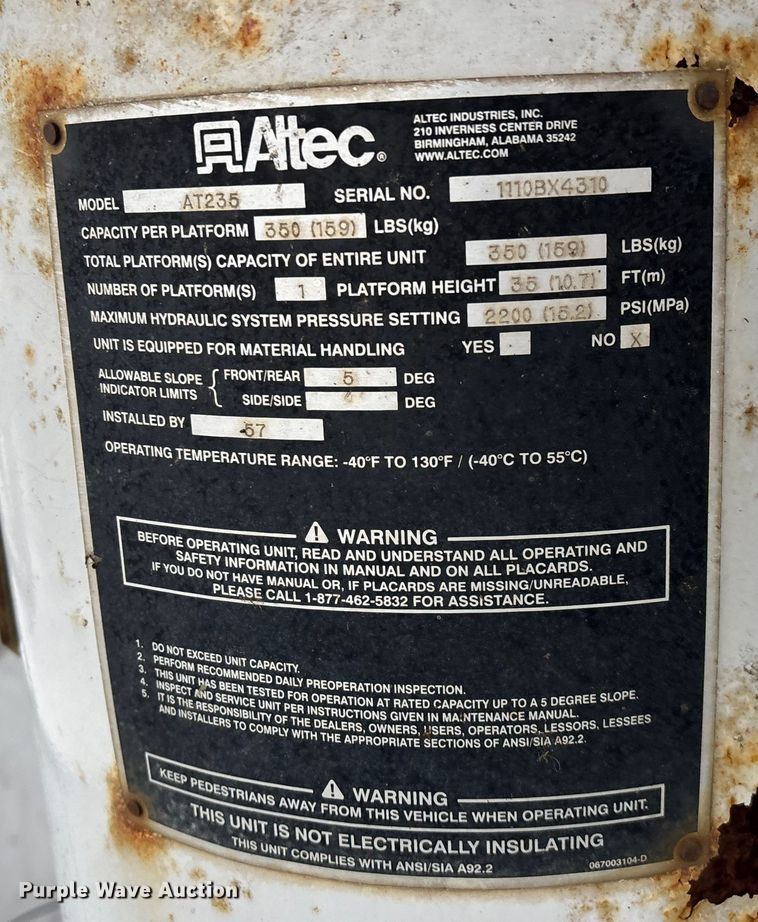 Altec®
ALTEC INDUSTRIES, INC.
210 INVERNESS CENTER DRIVE
BIRMINGHAM, ALABAMA 35242
WWW.ALTEC.COM
MODEL AT235 SERIAL NO. 1110BX4310
CAPACITY PER PLATFORM 350 (159) LBS(kg)
TOTAL PLATFORM(S) CAPACITY OF ENTIRE UNIT 350 (159) LBS(kg)
NUMBER OF PLATFORM(S) 1 PLATFORM HEIGHT 35 (10.7) FT(m)
MAXIMUM HYDRAULIC SYSTEM PRESSURE SETTING 2200 (15.2) PSI(MPa)
UNIT IS EQUIPPED FOR MATERIAL HANDLING YES NO X
ALLOWABLE SLOPE INDICATOR LIMITS { FRONT/REAR 5 DEG
SIDE/SIDE DEG
INSTALLED BY 57
OPERATING TEMPERATURE RANGE: -40°F TO 130°F / (-40°C TO 55°C)
⚠ WARNING
BEFORE OPERATING UNIT, READ AND UNDERSTAND ALL OPERATING AND
SAFETY INFORMATION IN MANUAL AND ON ALL PLACARDS.
IF YOU DO NOT HAVE MANUAL OR, IF PLACARDS ARE MISSING/UNREADABLE,
PLEASE CALL 1-877-462-5832 FOR ASSISTANCE.
1. DO NOT EXCEED UNIT CAPACITY.
2. PERFORM RECOMMENDED DAILY PREOPERATION INSPECTION.
3. THIS UNIT HAS BEEN TESTED FOR OPERATION AT RATED CAPACITY UP TO A 5 DEGREE SLOPE.
4. INSPECT AND SERVICE UNIT PER INSTRUCTIONS GIVEN IN MAINTENANCE MANUAL.
5. IT IS THE RESPONSIBILITY OF THE DEALERS, OWNERS, USERS, OPERATORS, LESSORS, LESSEES
AND INSTALLERS TO COMPLY WITH THE APPROPRIATE SECTIONS OF ANSI/SIA A92.2.
⚠ WARNING
KEEP PEDESTRIANS AWAY FROM THIS VEHICLE WHEN OPERATING UNIT.
THIS UNIT IS NOT ELECTRICALLY INSULATING
THIS UNIT COMPLIES WITH ANSI/SIA A92.2
067003104-D
Purple Wave Auction